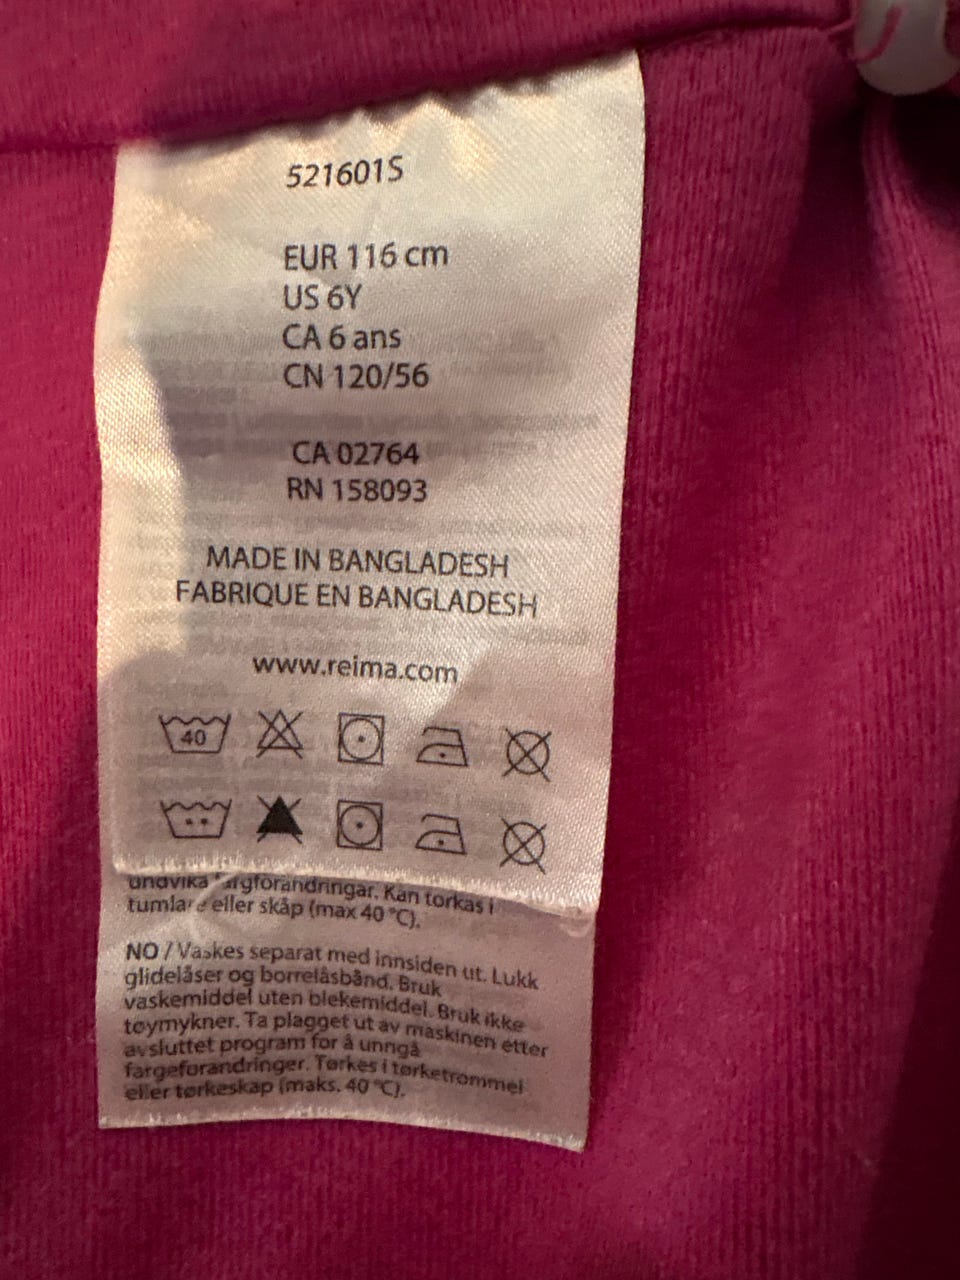 521601S
EUR 116 cm
US 6Y
CA 6 ans
CN 120/56
CA 02764
RN 158093
MADE IN BANGLADESH
FABRIQUE EN BANGLADESH
www.reima.com
40
undvika färgförändringar. Kan torkas i
tumlare eller skåp (max 40 °C).
NO / Vaskes separat med innsiden ut. Lukk
glidelåser og borrelåsbånd. Bruk
vaskemiddel uten blekemiddel. Bruk ikke
tøymykner. Ta plagget ut av maskinen etter
avsluttet program for å unngå
fargeforandringer. Tørkes i tørketrommel
eller tørkeskap (maks. 40 °C).